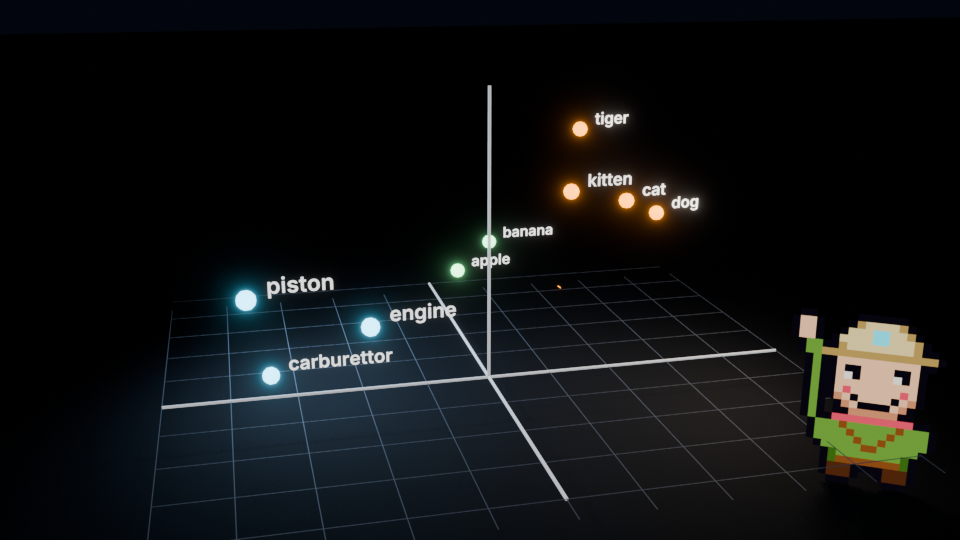 tiger
kitten
cat
dog
banana
apple
piston
engine
carburettor